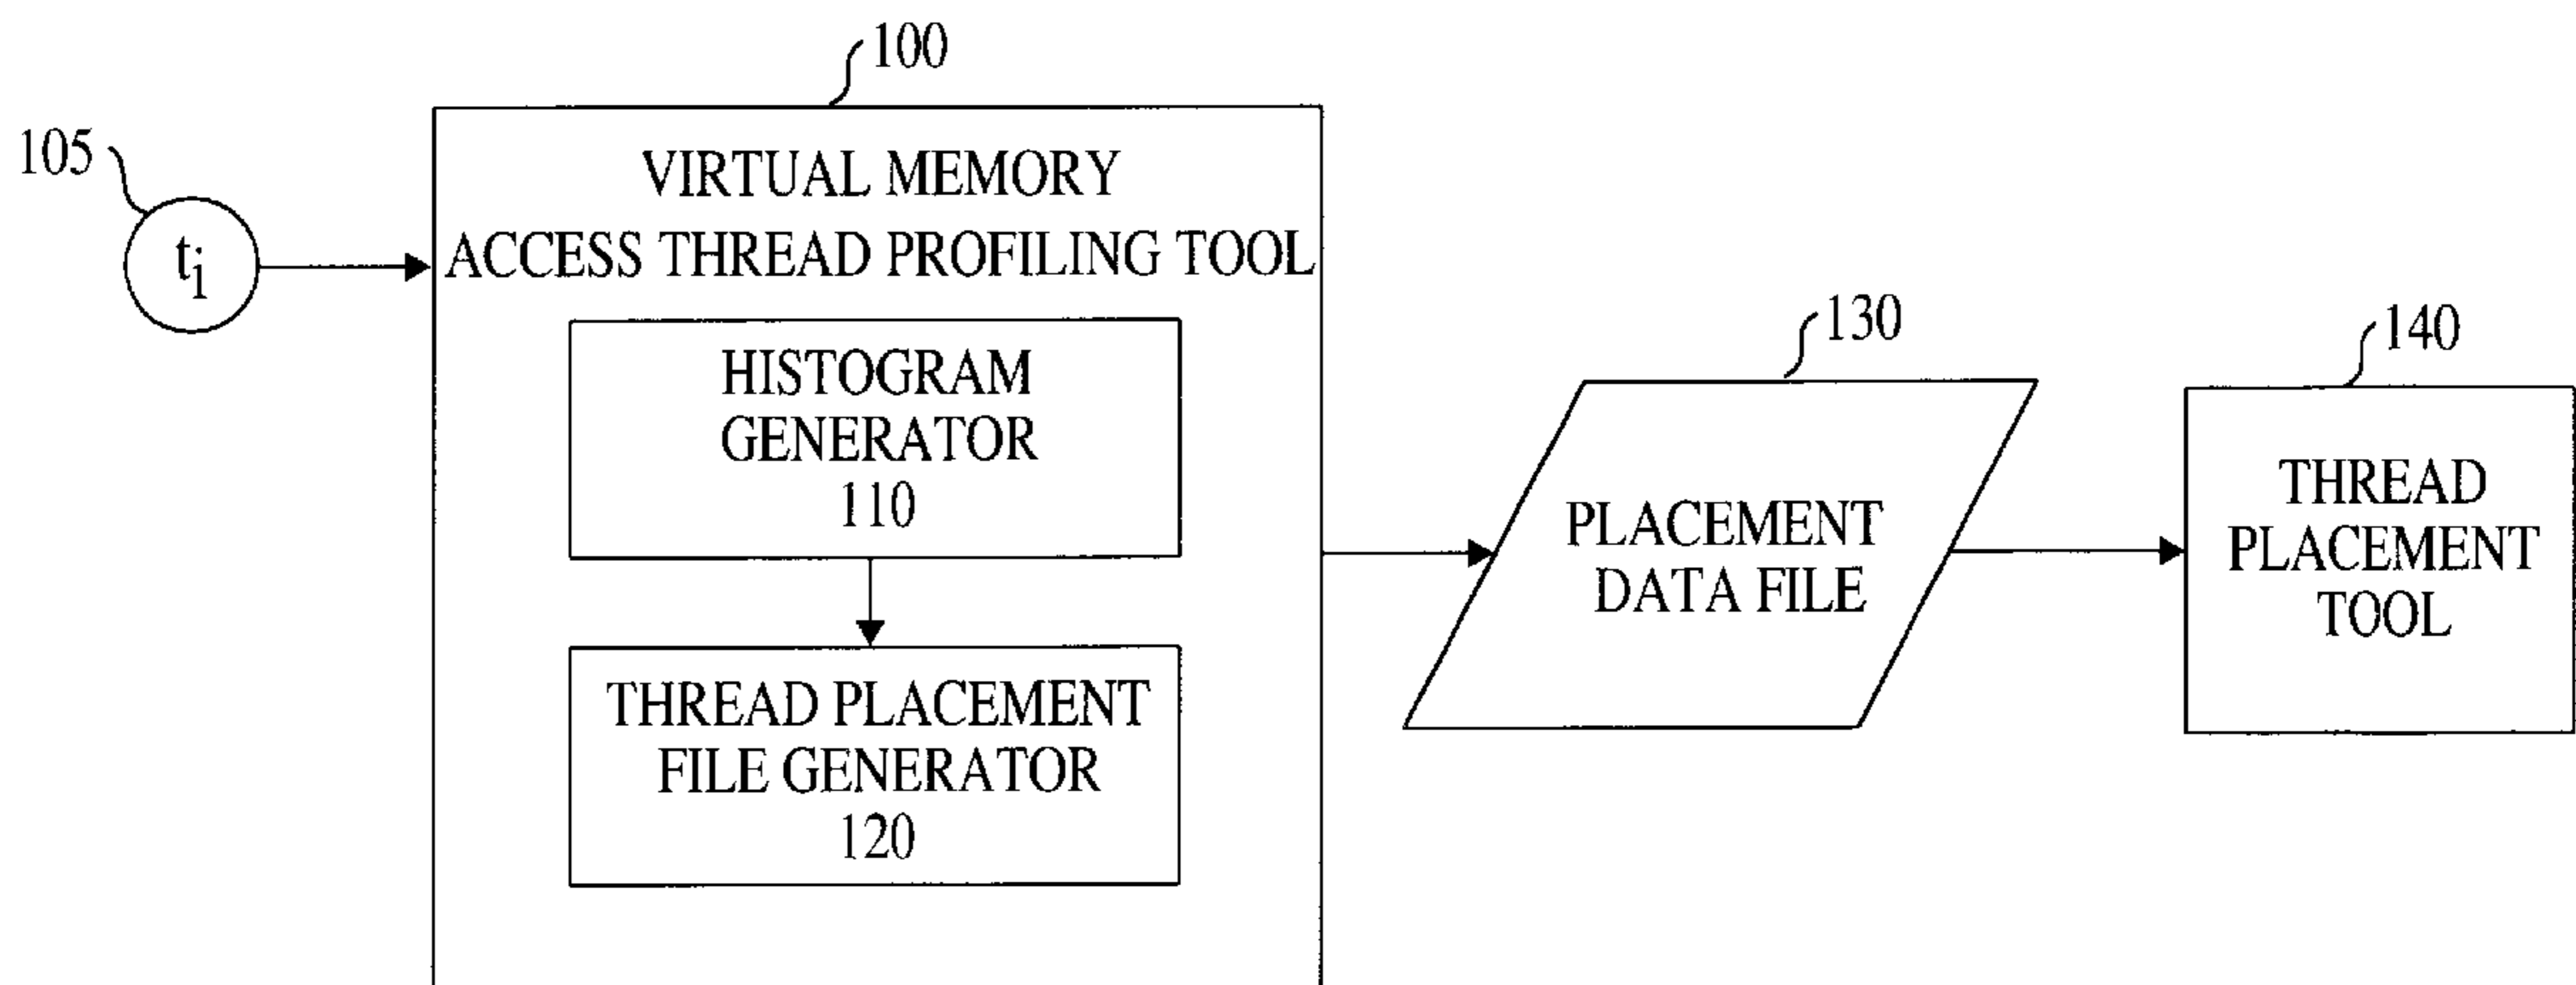 100
105
t_i
VIRTUAL MEMORY
ACCESS THREAD PROFILING TOOL
HISTOGRAM
GENERATOR
110
THREAD PLACEMENT
FILE GENERATOR
120
130
PLACEMENT
DATA FILE
140
THREAD
PLACEMENT
TOOL